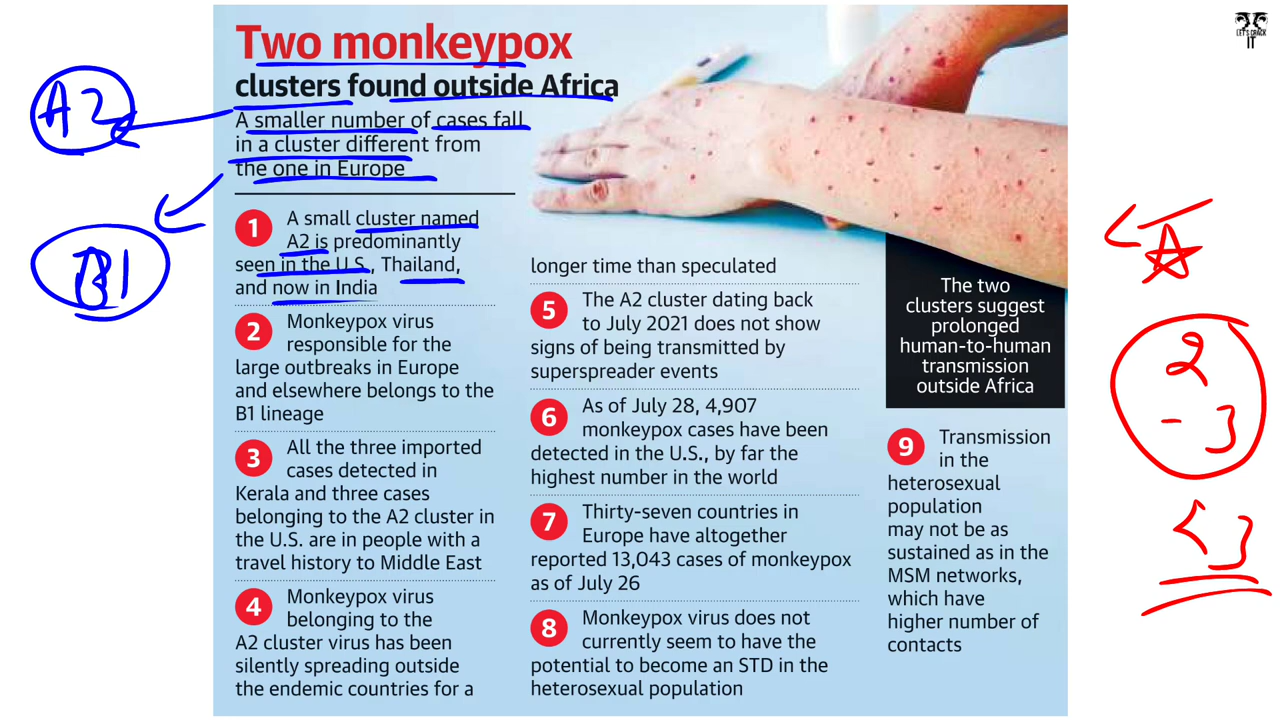 LET'S CRACK
IT
Two monkeypox
clusters found outside Africa
A smaller number of cases fall
in a cluster different from
the one in Europe
A2
B1
1 A small cluster named
A2 is predominantly
seen in the U.S., Thailand,
and now in India
2 Monkeypox virus
responsible for the
large outbreaks in Europe
and elsewhere belongs to the
B1 lineage
3 All the three imported
cases detected in
Kerala and three cases
belonging to the A2 cluster in
the U.S. are in people with a
travel history to Middle East
4 Monkeypox virus
belonging to the
A2 cluster virus has been
silently spreading outside
the endemic countries for a
longer time than speculated
5 The A2 cluster dating back
to July 2021 does not show
signs of being transmitted by
superspreader events
6 As of July 28, 4,907
monkeypox cases have been
detected in the U.S., by far the
highest number in the world
7 Thirty-seven countries in
Europe have altogether
reported 13,043 cases of monkeypox
as of July 26
8 Monkeypox virus does not
currently seem to have the
potential to become an STD in the
heterosexual population
The two
clusters suggest
prolonged
human-to-human
transmission
outside Africa
9 Transmission
in the
heterosexual
population
may not be as
sustained as in the
MSM networks,
which have
higher number of
contacts
2
- 3
<3